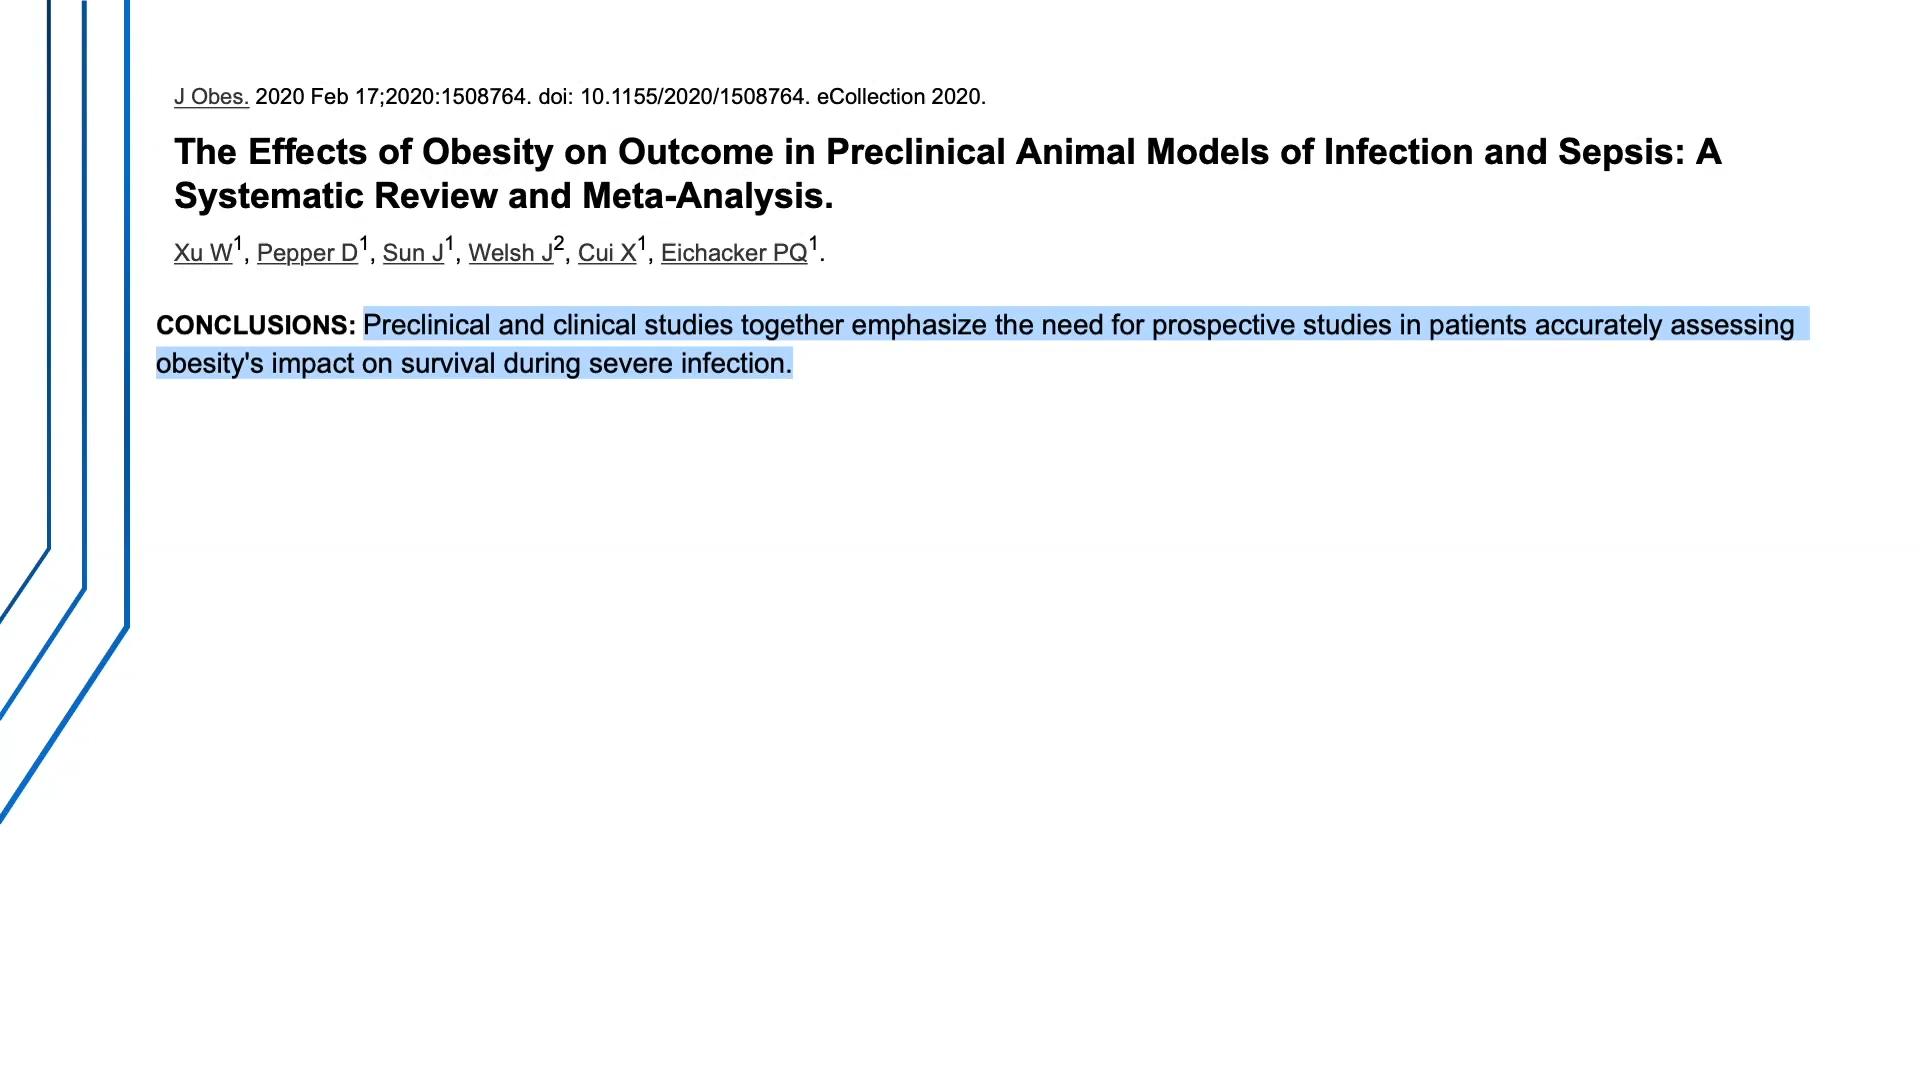 J Obes. 2020 Feb 17;2020:1508764. doi: 10.1155/2020/1508764. eCollection 2020.
The Effects of Obesity on Outcome in Preclinical Animal Models of Infection and Sepsis: A
Systematic Review and Meta-Analysis.
Xu W1, Pepper D1, Sun J1, Welsh J2, Cui X1, Eichacker PQ1.
CONCLUSIONS: Preclinical and clinical studies together emphasize the need for prospective studies in patients accurately assessing
obesity's impact on survival during severe infection.